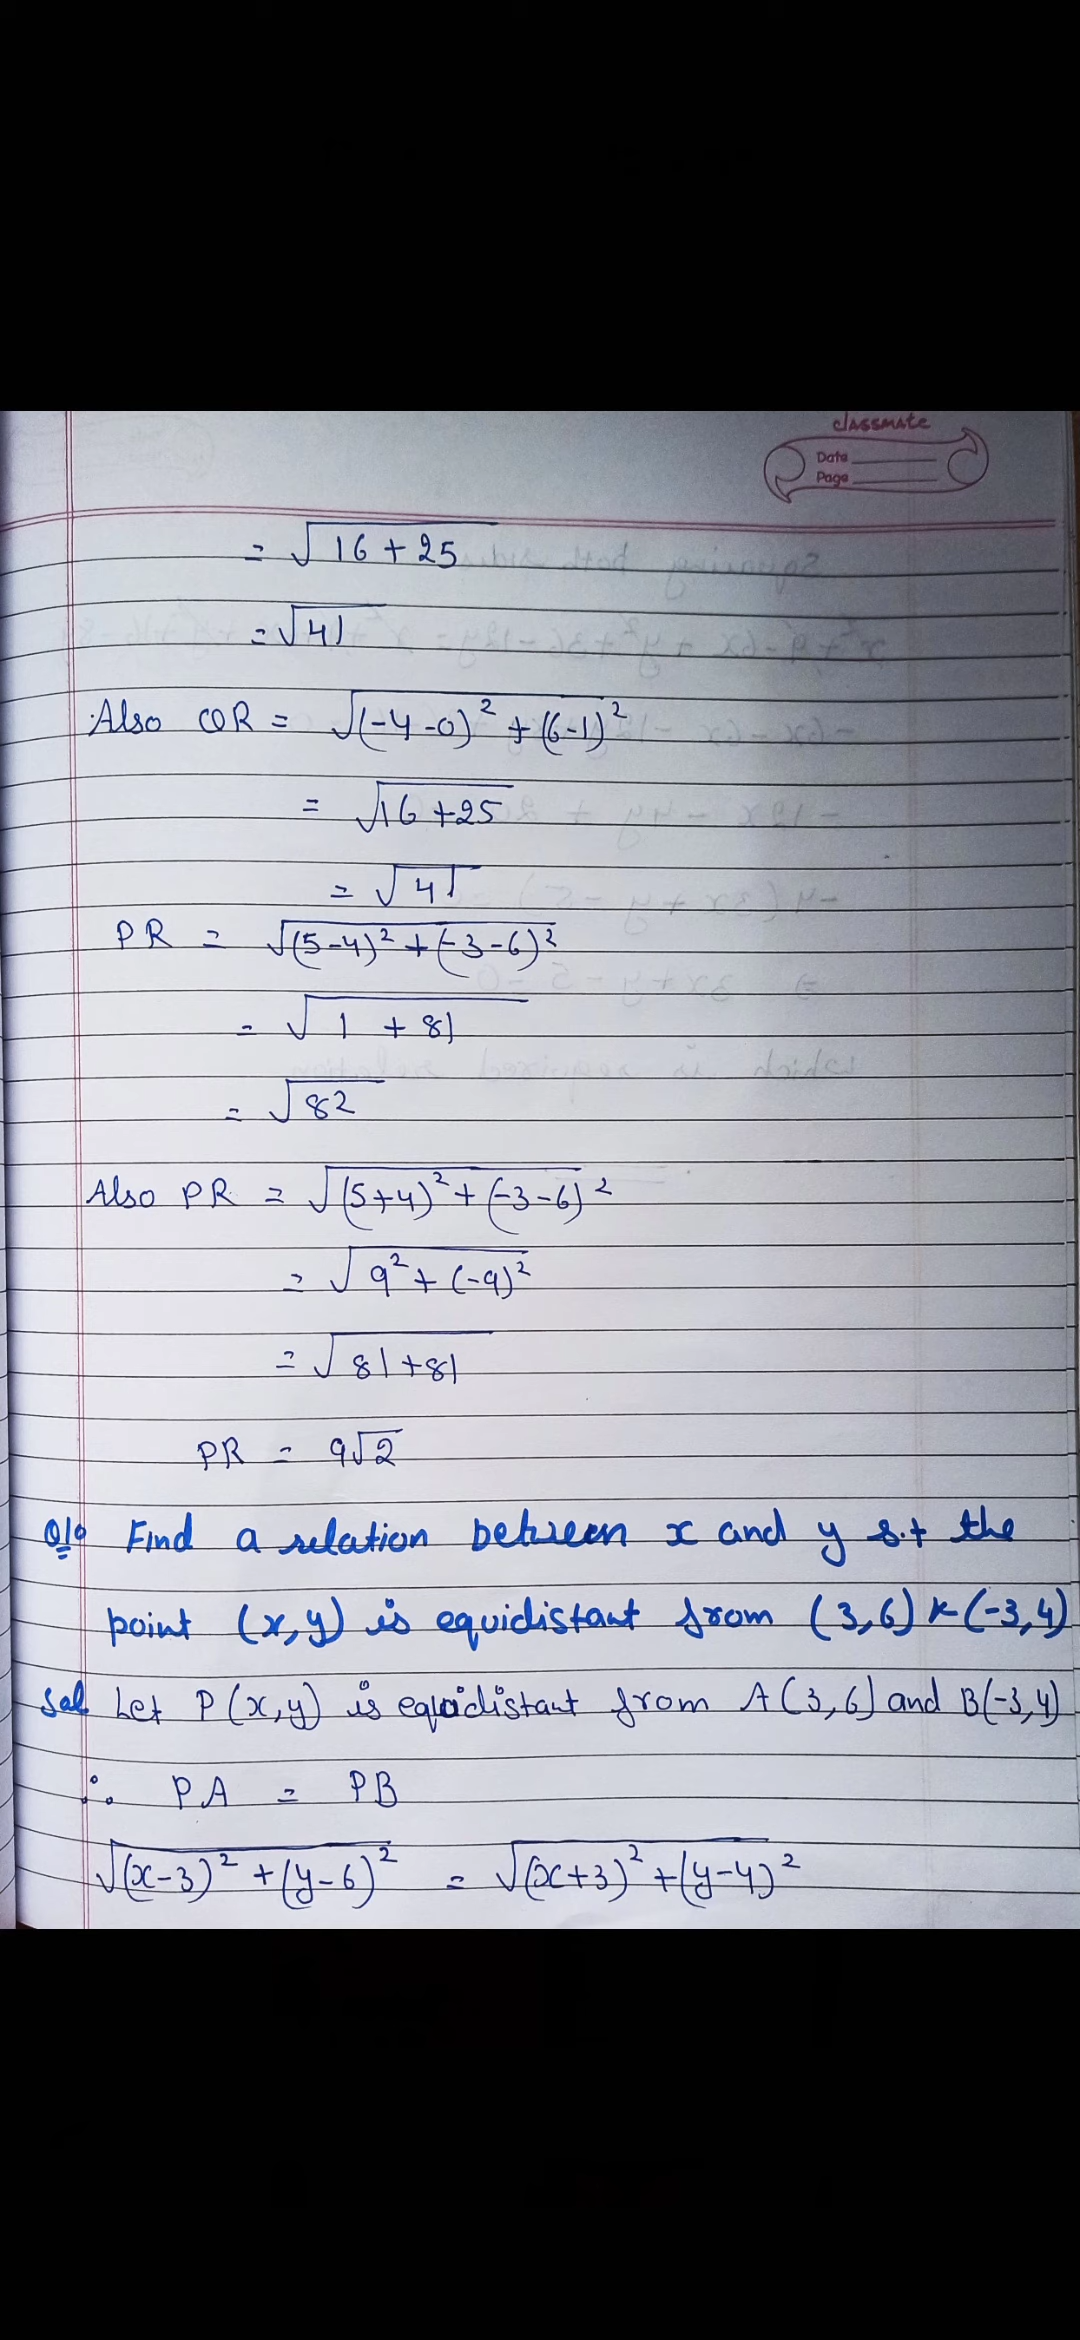 classmate
Date
Page
= √16 + 25
= √41
Also QR = √(-4-0)² + (6-1)²
= √16 + 25
= √41
PR = √(5-4)² + (-3-6)²
= √1 + 81
= √82
Also PR = √(5+4)² + (-3-6)²
= √9² + (-9)²
= √81 + 81
PR = 9√2
Q10 Find a relation between x and y s.t the
point (x,y) is equidistant from (3,6) & (-3,4)
Sol Let P(x,y) is equidistant from A(3,6) and B(-3,4)
∴ PA = PB
√(x-3)² + (y-6)² = √(x+3)² + (y-4)²